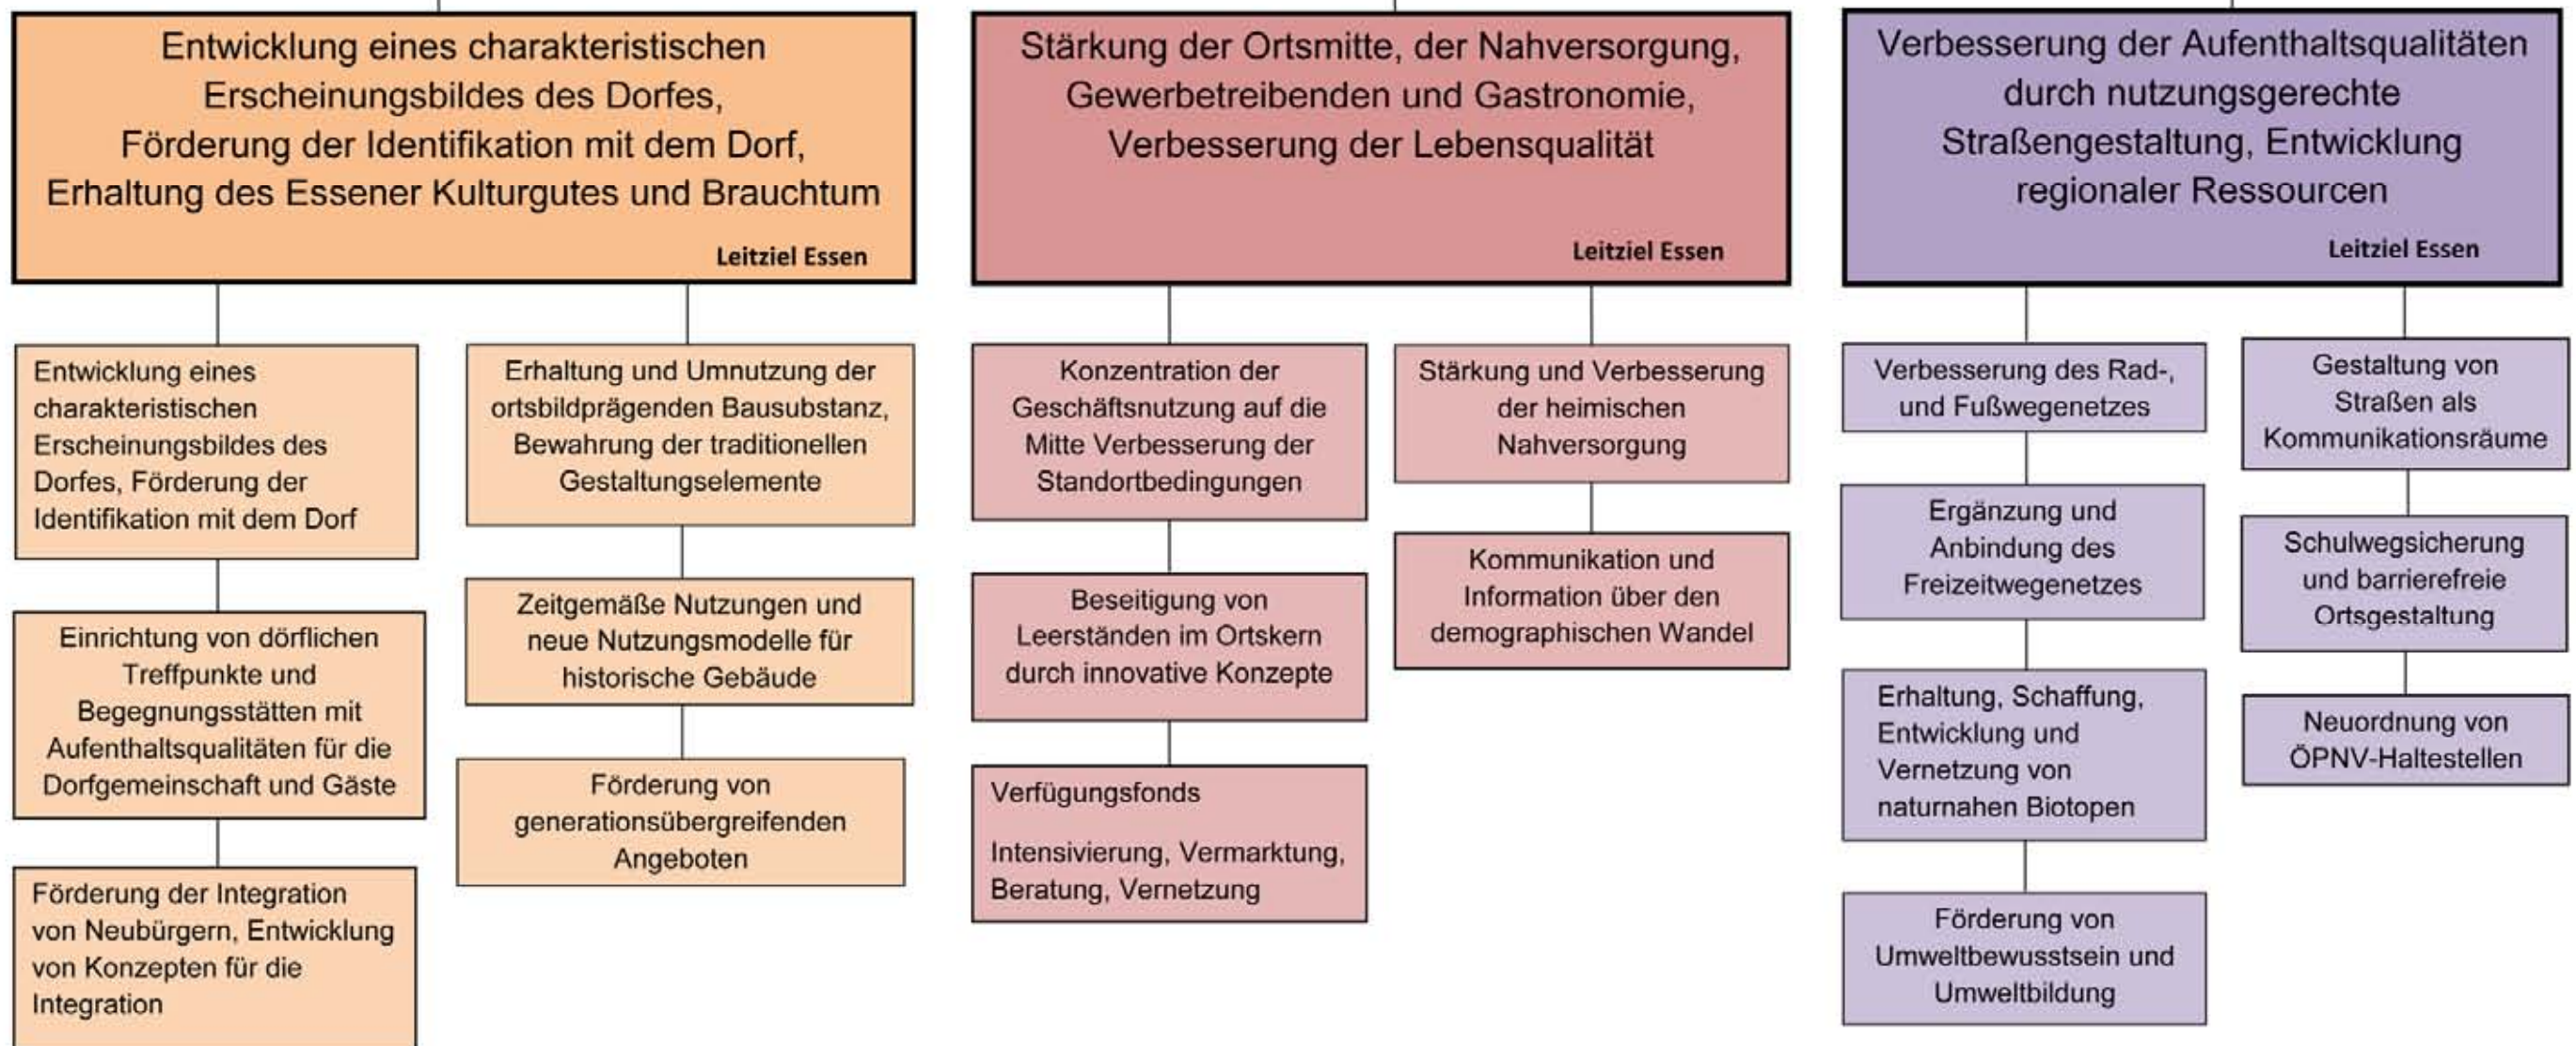 Entwicklung eines charakteristischen
Erscheinungsbildes des Dorfes,
Förderung der Identifikation mit dem Dorf,
Erhaltung des Essener Kulturgutes und Brauchtum
Leitziel Essen
Entwicklung eines
charakteristischen
Erscheinungsbildes des
Dorfes, Förderung der
Identifikation mit dem Dorf
Einrichtung von dörflichen
Treffpunkte und
Begegnungsstätten mit
Aufenthaltsqualitäten für die
Dorfgemeinschaft und Gäste
Förderung der Integration
von Neubürgern, Entwicklung
von Konzepten für die
Integration
Erhaltung und Umnutzung der
ortsbildprägenden Bausubstanz,
Bewahrung der traditionellen
Gestaltungselemente
Zeitgemäße Nutzungen und
neue Nutzungsmodelle für
historische Gebäude
Förderung von
generationsübergreifenden
Angeboten
Stärkung der Ortsmitte, der Nahversorgung,
Gewerbetreibenden und Gastronomie,
Verbesserung der Lebensqualität
Leitziel Essen
Konzentration der
Geschäftsnutzung auf die
Mitte Verbesserung der
Standortbedingungen
Beseitigung von
Leerständen im Ortskern
durch innovative Konzepte
Verfügungsfonds
Intensivierung, Vermarktung,
Beratung, Vernetzung
Stärkung und Verbesserung
der heimischen
Nahversorgung
Kommunikation und
Information über den
demographischen Wandel
Verbesserung der Aufenthaltsqualitäten
durch nutzungsgerechte
Straßengestaltung, Entwicklung
regionaler Ressourcen
Leitziel Essen
Verbesserung des Rad-,
und Fußwegenetzes
Ergänzung und
Anbindung des
Freizeitwegenetzes
Erhaltung, Schaffung,
Entwicklung und
Vernetzung von
naturnahen Biotopen
Förderung von
Umweltbewusstsein und
Umweltbildung
Gestaltung von
Straßen als
Kommunikationsräume
Schulwegsicherung
und barrierefreie
Ortsgestaltung
Neuordnung von
ÖPNV-Haltestellen